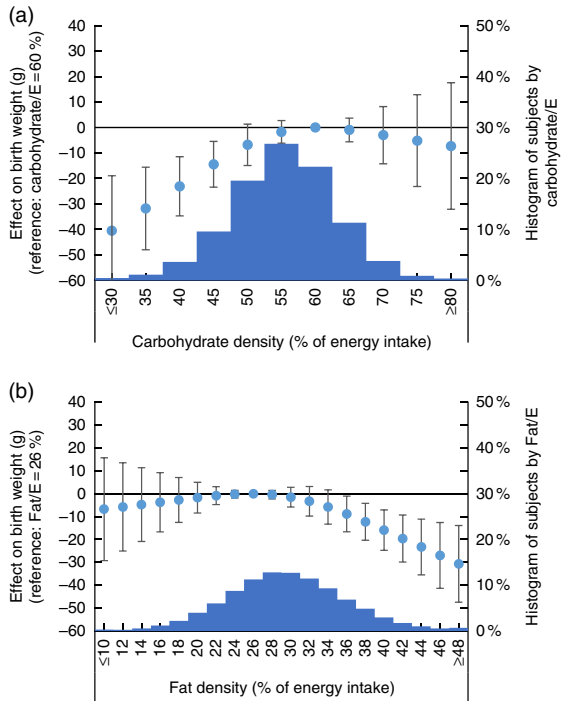 (a)
Effect on birth weight (g)
(reference: carbohydrate/E = 60 %)
40
30
20
10
0
–10
–20
–30
–40
–50
–60
50 %
40 %
30 %
20 %
10 %
0 %
Histogram of subjects by
carbohydrate/E
≤30 35 40 45 50 55 60 65 70 75 ≥80
Carbohydrate density (% of energy intake)
(b)
Effect on birth weight (g)
(reference: Fat/E = 26 %)
40
30
20
10
0
–10
–20
–30
–40
–50
–60
50 %
40 %
30 %
20 %
10 %
0 %
Histogram of subjects by Fat/E
≤10 12 14 16 18 20 22 24 26 28 30 32 34 36 38 40 42 44 46 ≥48
Fat density (% of energy intake)